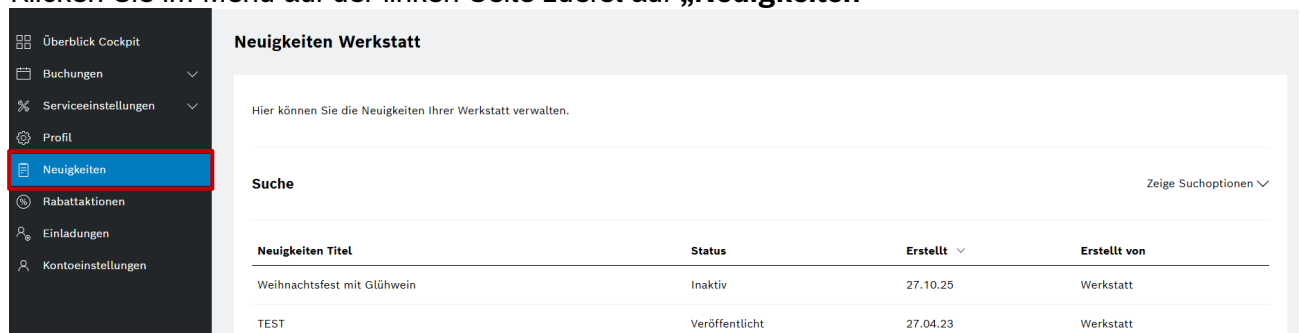 Klicken Sie im Menü auf der linken Seite zuerst auf „Neuigkeiten“
Überblick Cockpit
Buchungen
Serviceeinstellungen
Profil
Neuigkeiten
Rabattaktionen
Einladungen
Kontoeinstellungen
Neuigkeiten Werkstatt
Hier können Sie die Neuigkeiten Ihrer Werkstatt verwalten.
Suche Zeige Suchoptionen
Neuigkeiten Titel Status Erstellt Erstellt von
Weihnachtsfest mit Glühwein Inaktiv 27.10.25 Werkstatt
TEST Veröffentlicht 27.04.23 Werkstatt